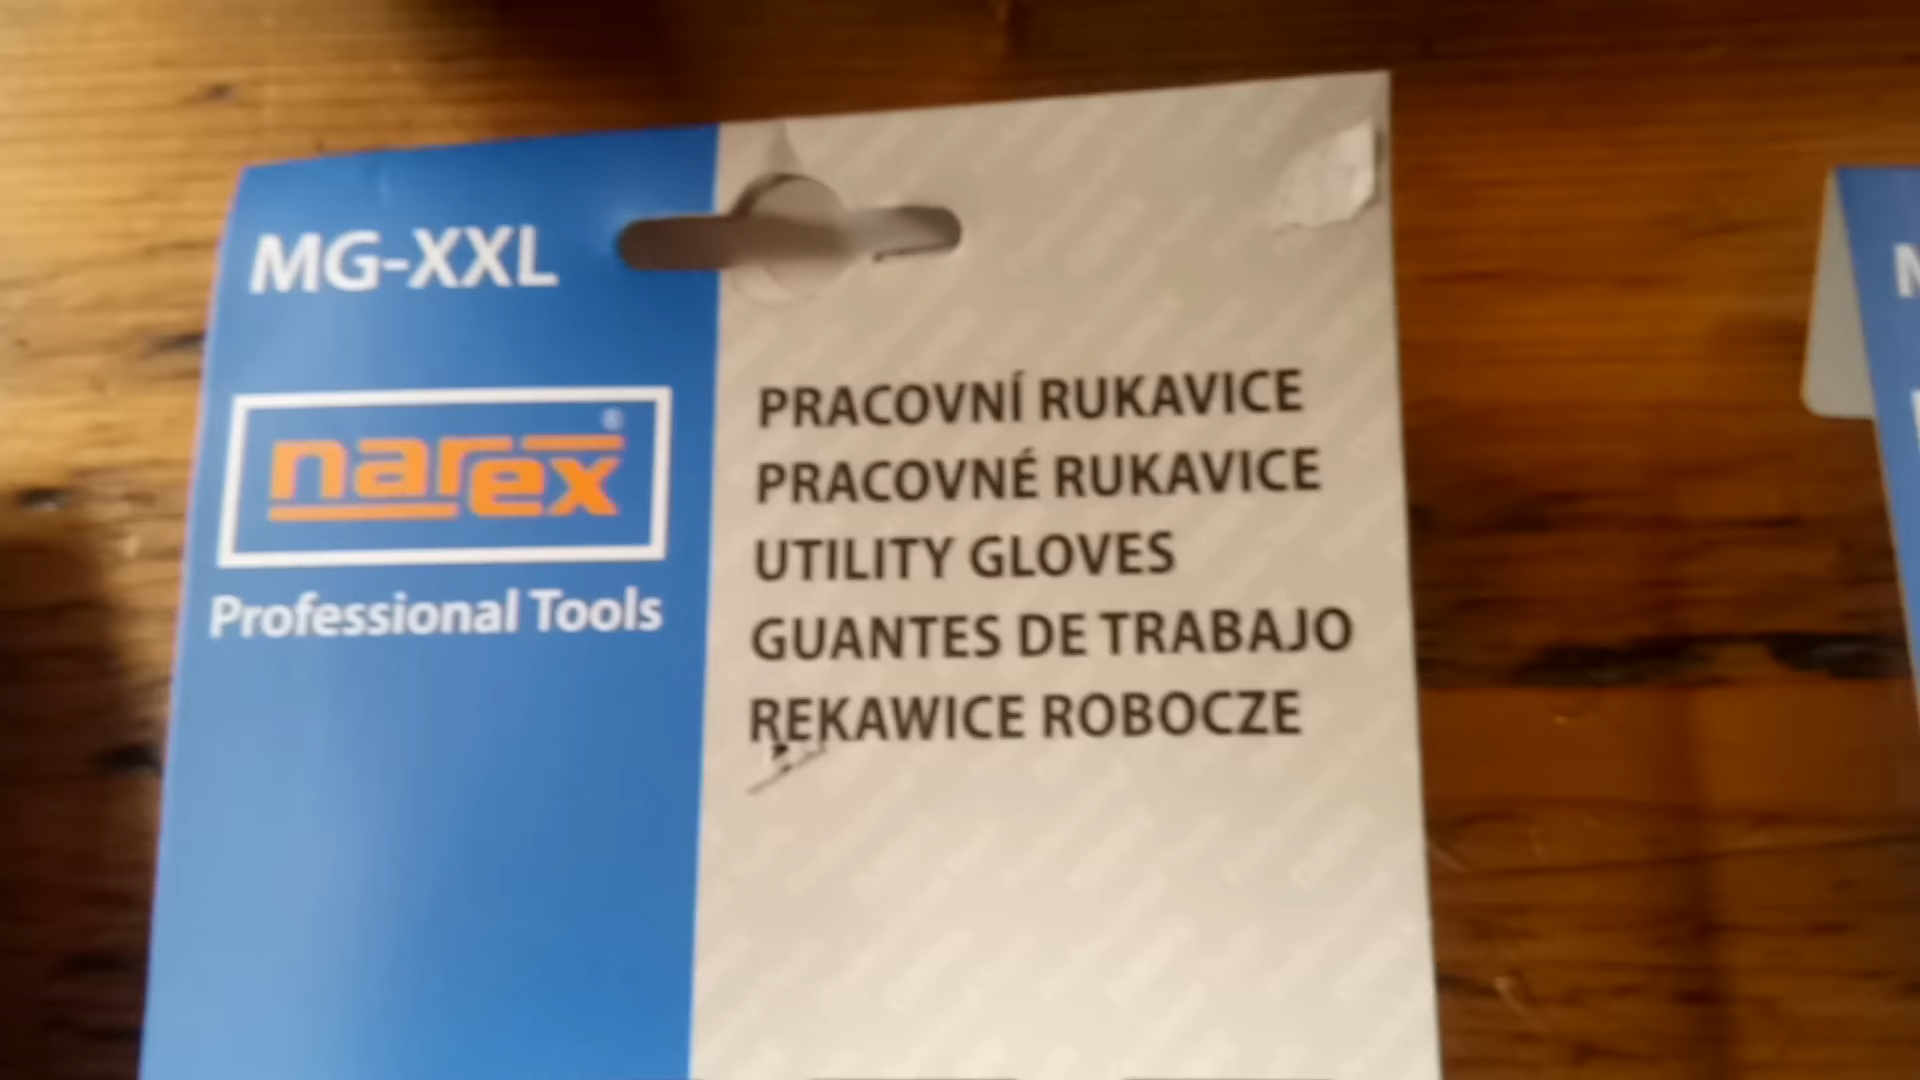 MG-XXL
narex®
Professional Tools
PRACOVNÍ RUKAVICE
PRACOVNÉ RUKAVICE
UTILITY GLOVES
GUANTES DE TRABAJO
REKAWICE ROBOCZE